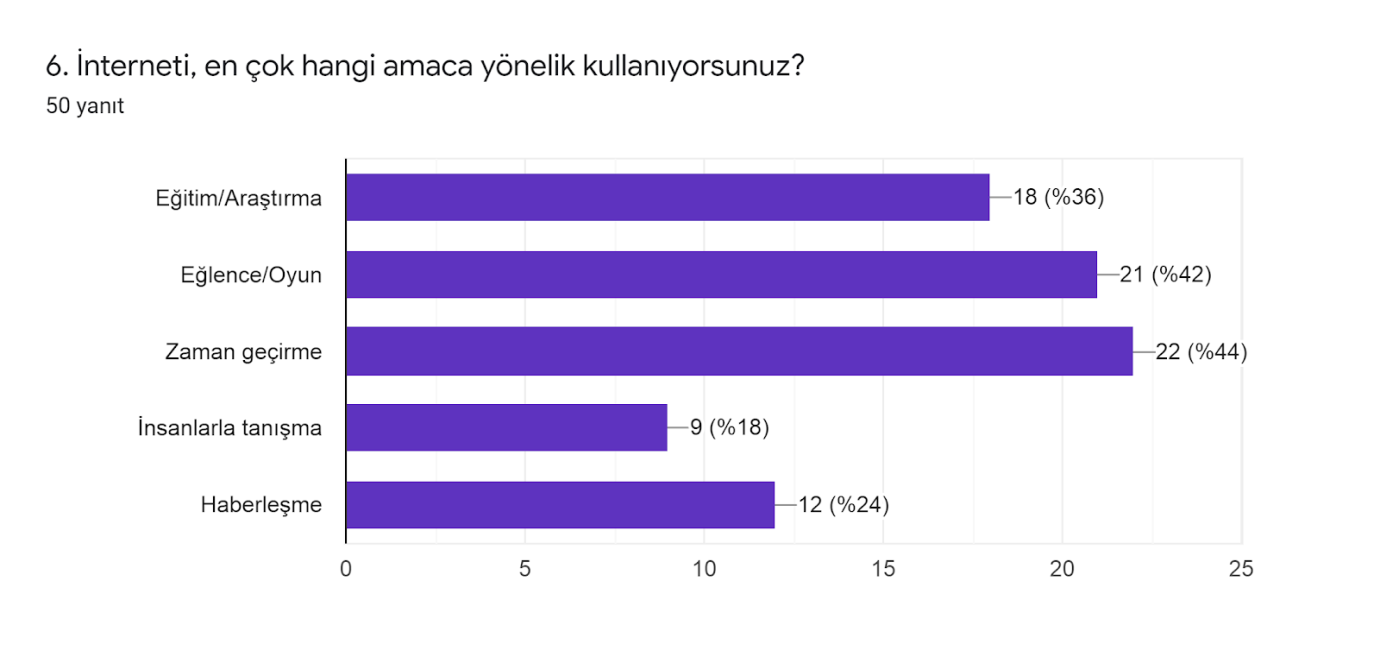 6. İnterneti, en çok hangi amaca yönelik kullanıyorsunuz?
50 yanıt
Eğitim/Araştırma 18 (%36)
Eğlence/Oyun 21 (%42)
Zaman geçirme 22 (%44)
İnsanlarla tanışma 9 (%18)
Haberleşme 12 (%24)
0 5 10 15 20 25